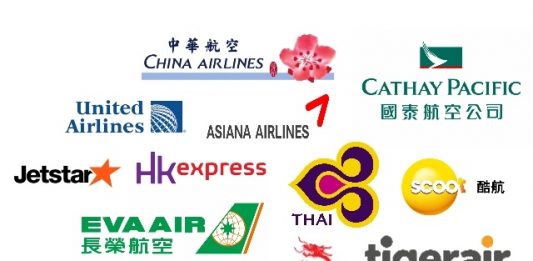 中華航空
CHINA AIRLINES
CATHAY PACIFIC
國泰航空公司
United
Airlines
ASIANA AIRLINES
Jetstar
HK express
THAI
scoot 酷航
EVA AIR
長榮航空
tigerair